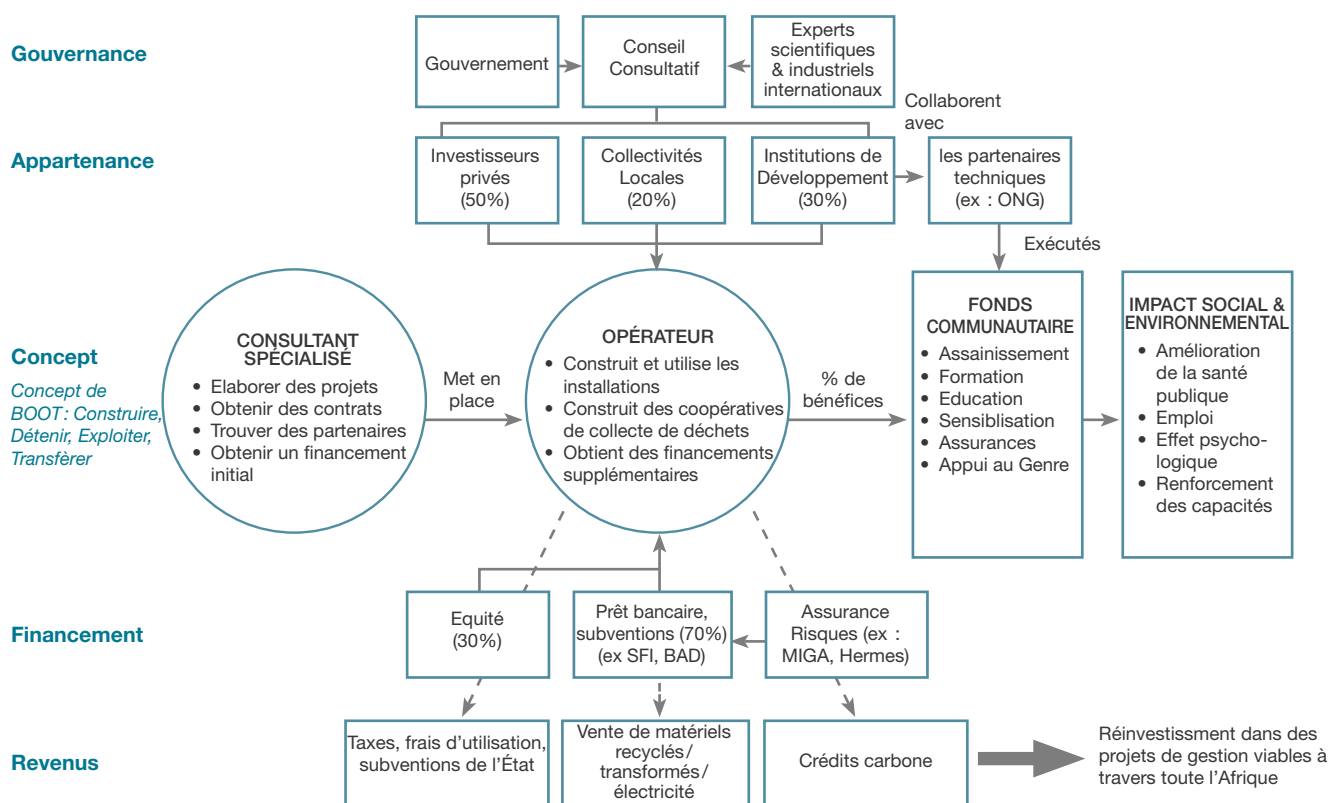 Gouvernance
Gouvernement
Conseil
Consultatif
Experts
scientifiques
& industriels
internationaux
Collaborent
avec
Appartenance
Investisseurs
privés
(50%)
Collectivités
Locales
(20%)
Institutions de
Développement
(30%)
les partenaires
techniques
(ex : ONG)
Exécutés
Concept
Concept de
BOOT: Construire,
Détenir, Exploiter,
Transfèrer
CONSULTANT
SPÉCIALISÉ
• Elaborer des projets
• Obtenir des contrats
• Trouver des partenaires
• Obtenir un financement
initial
Met en
place
OPÉRATEUR
• Construit et utilise les
installations
• Construit des coopératives
de collecte de déchets
• Obtient des financements
supplémentaires
% de
bénéfices
FONDS
COMMUNAUTAIRE
• Assainissement
• Formation
• Education
• Sensiblisation
• Assurances
• Appui au Genre
IMPACT SOCIAL &
ENVIRONNEMENTAL
• Amélioration
de la santé
publique
• Emploi
• Effet psycho-
logique
• Renforcement
des capacités
Financement
Equité
(30%)
Prêt bancaire,
subventions (70%)
(ex SFI, BAD)
Assurance
Risques (ex :
MIGA, Hermes)
Revenus
Taxes, frais d'utilisation,
subventions de l'État
Vente de matériels
recyclés/
transformés/
électricité
Crédits carbone
Réinvestissment dans des
projets de gestion viables à
travers toute l'Afrique